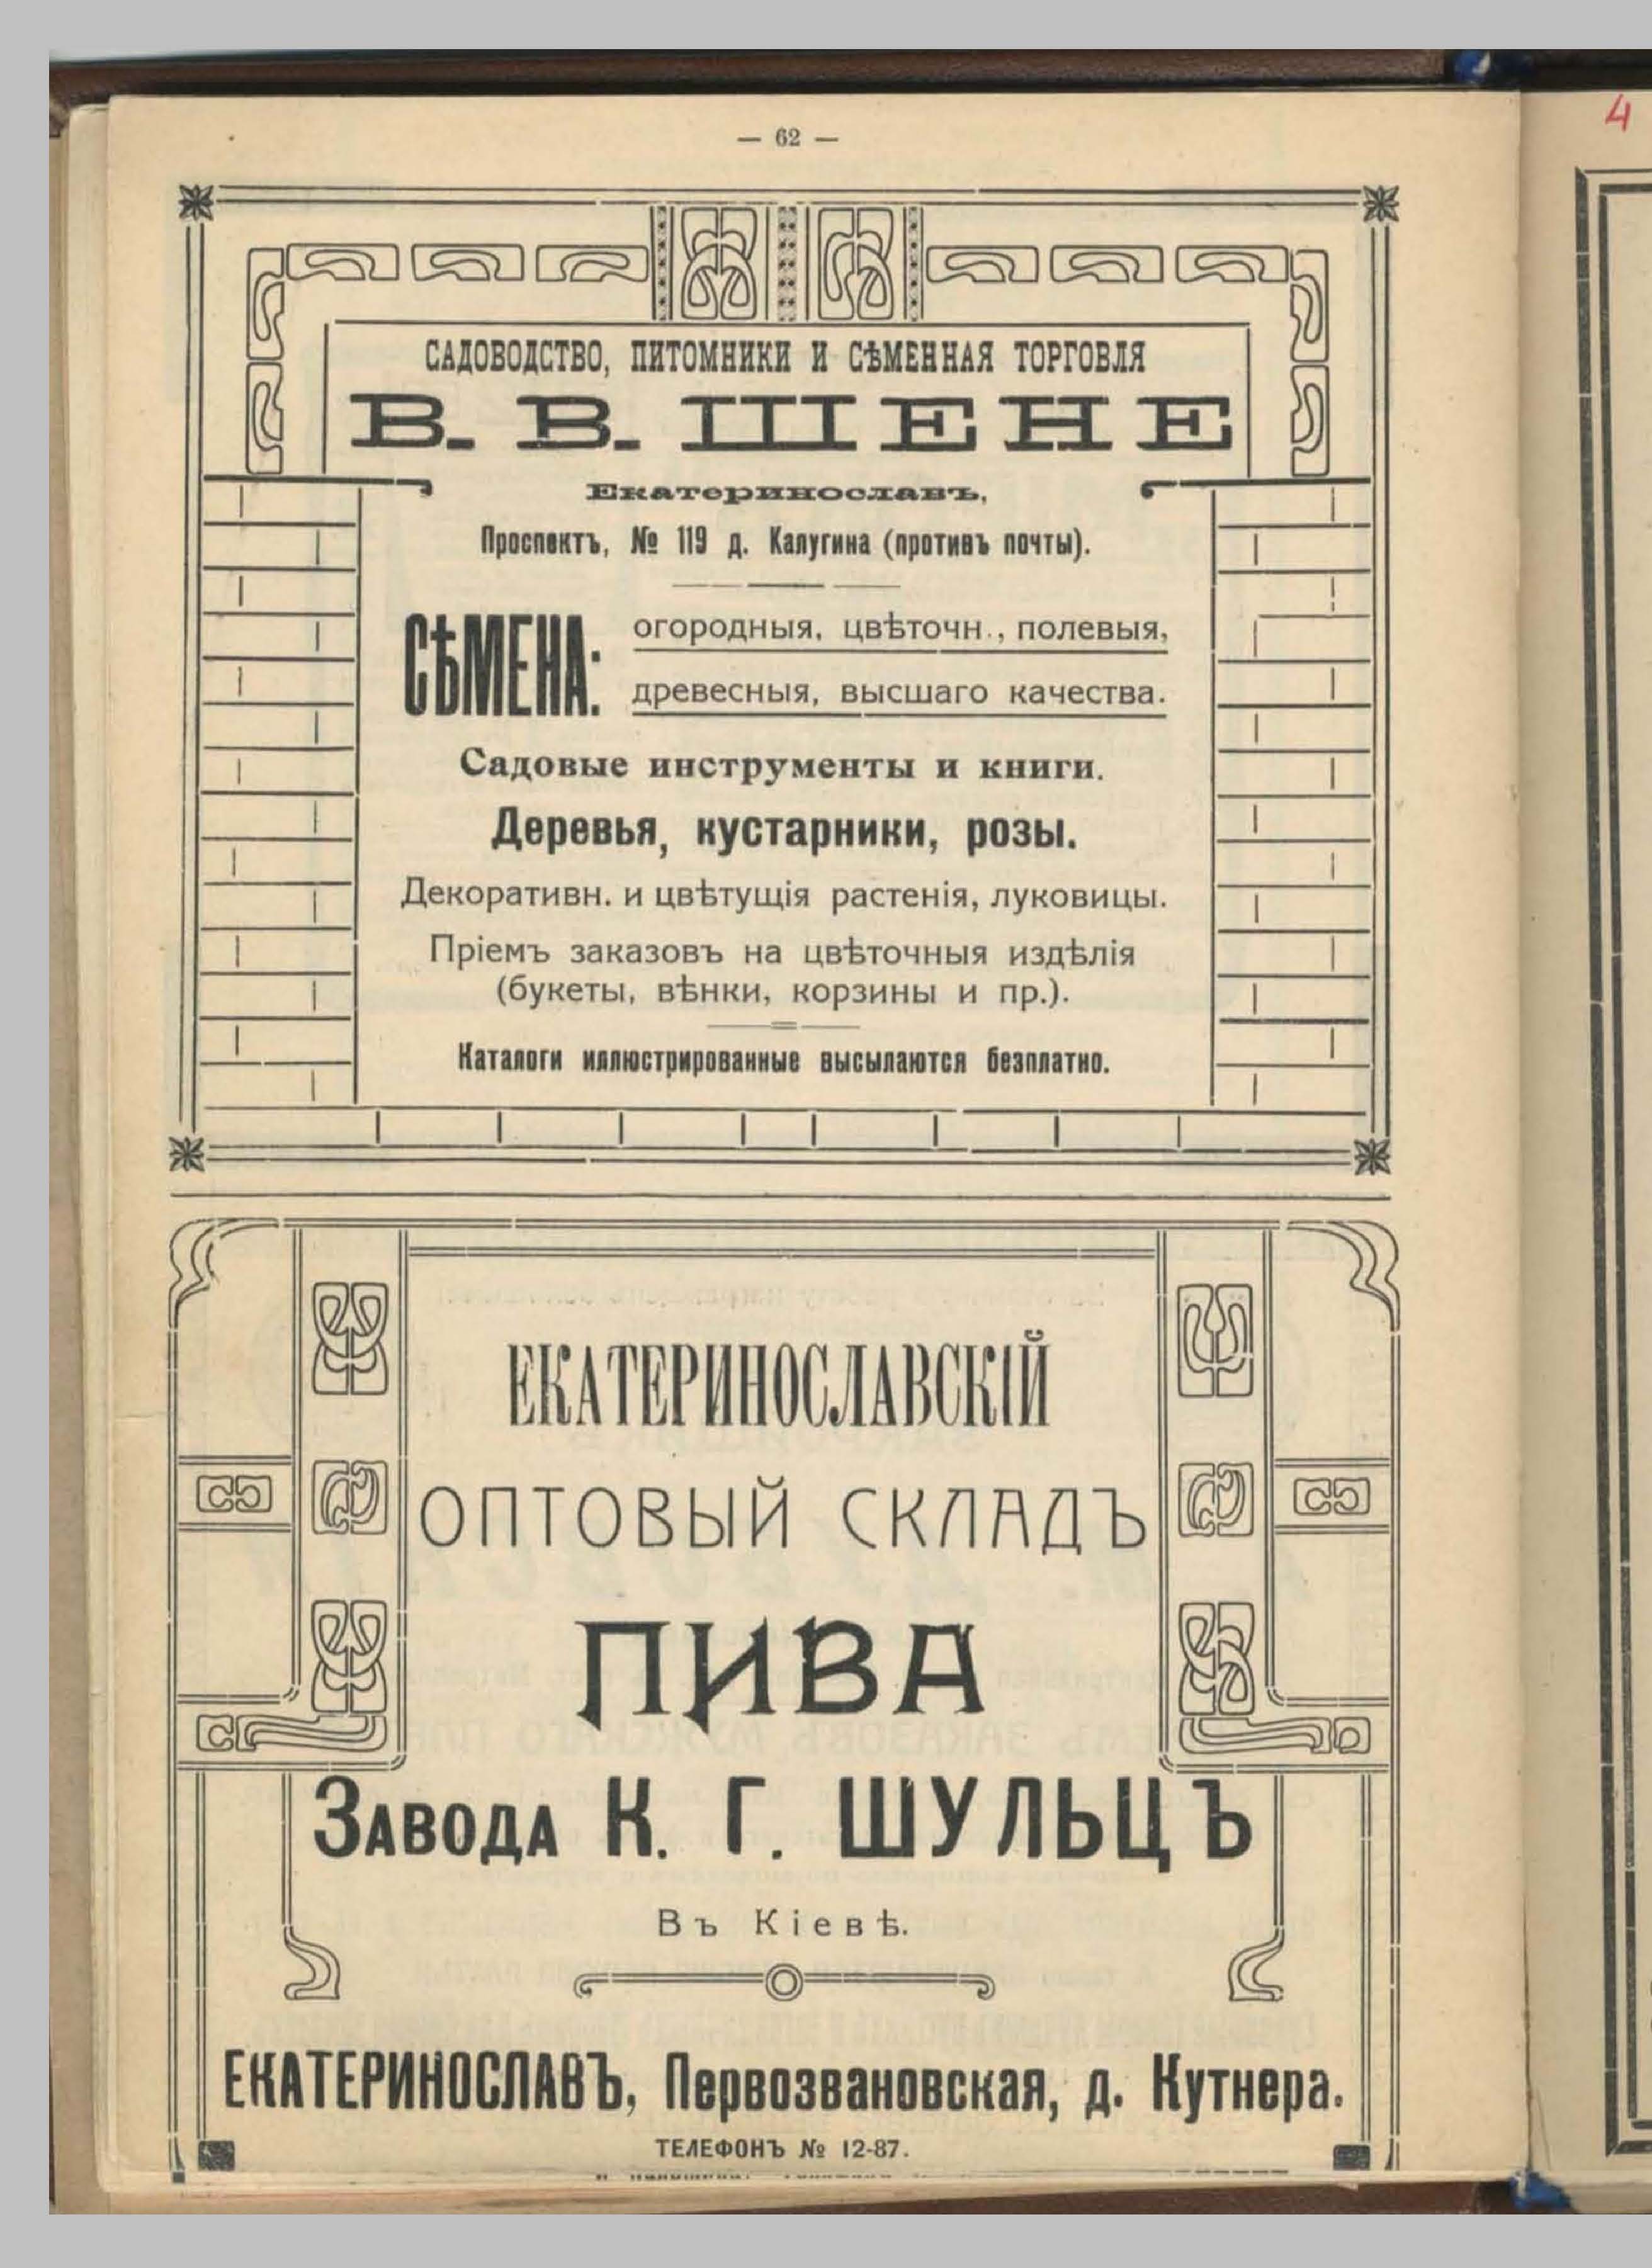 — 62 —
САДОВОДСТВО, ПИТОМНИКИ И СѢМЕННАЯ ТОРГОВЛЯ
В. В. ШЕНЕ
Екатеринославъ,
Проспектъ, № 119 д. Калугина (противъ почты).
СѢМЕНА:
огородныя, цвѣточн., полевыя,
древесныя, высшаго качества.
Садовые инструменты и книги.
Деревья, кустарники, розы.
Декоративн. и цвѣтущія растенія, луковицы.
Пріемъ заказовъ на цвѣточныя издѣлія
(букеты, вѣнки, корзины и пр.).
Каталоги иллюстрированные высылаются безплатно.
ЕКАТЕРИНОСЛАВСКІЙ
ОПТОВЫЙ СКЛАДЪ
ПИВА
ЗАВОДА К. Г. ШУЛЬЦЪ
Въ Кіевѣ.
ЕКАТЕРИНОСЛАВЪ, Первозвановская, д. Кутнера.
ТЕЛЕФОНЪ № 12-87.
4